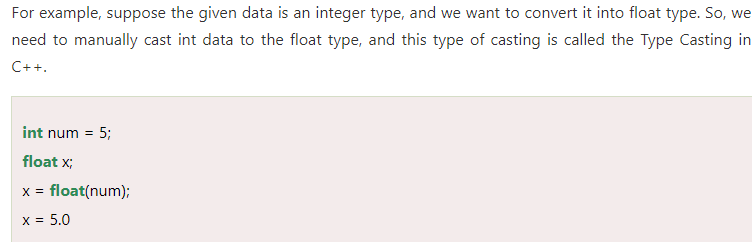 For example, suppose the given data is an integer type, and we want to convert it into float type. So, we
need to manually cast int data to the float type, and this type of casting is called the Type Casting in
C++.
int num = 5;
float x;
x = float(num);
x = 5.0